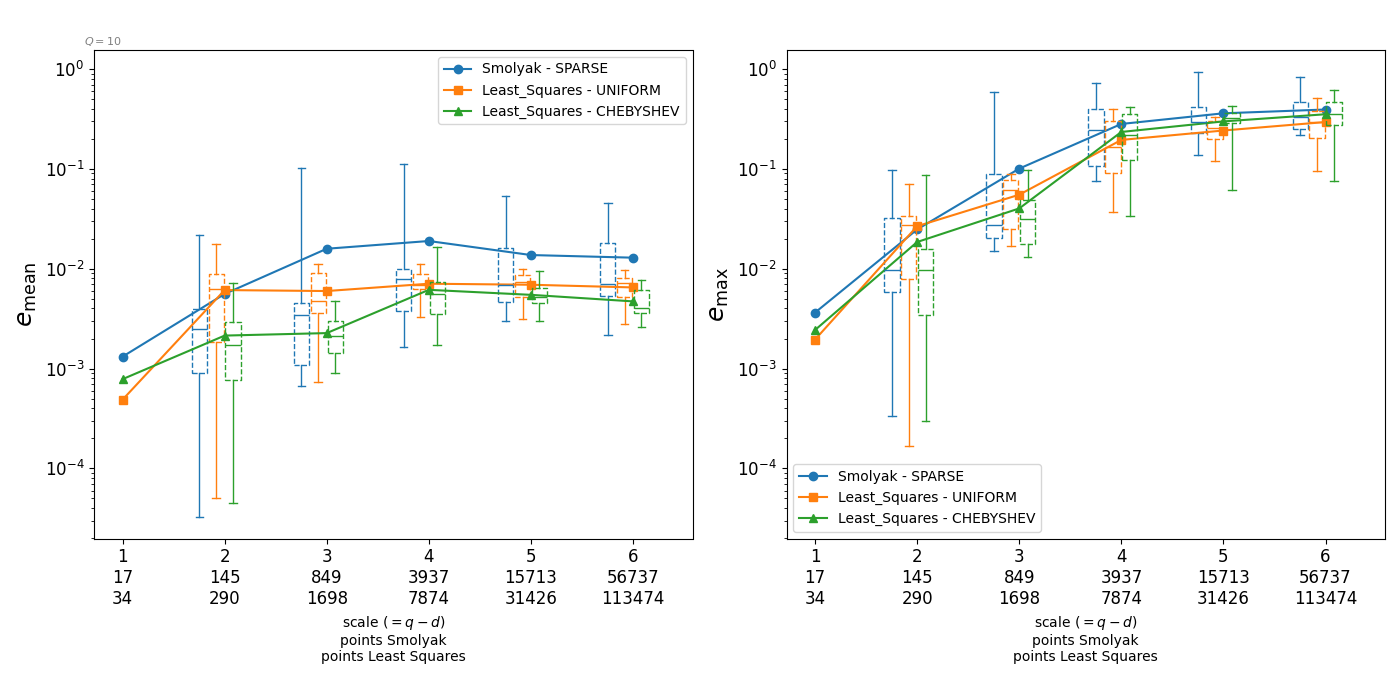 Q = 10
10⁰
10⁻¹
10⁻²
10⁻³
10⁻⁴
e_mean
Smolyak - SPARSE
Least_Squares - UNIFORM
Least_Squares - CHEBYSHEV
1 2 3 4 5 6
17 145 849 3937 15713 56737
34 290 1698 7874 31426 113474
scale (= q − d)
points Smolyak
points Least Squares
10⁰
10⁻¹
10⁻²
10⁻³
10⁻⁴
e_max
Smolyak - SPARSE
Least_Squares - UNIFORM
Least_Squares - CHEBYSHEV
1 2 3 4 5 6
17 145 849 3937 15713 56737
34 290 1698 7874 31426 113474
scale (= q − d)
points Smolyak
points Least Squares